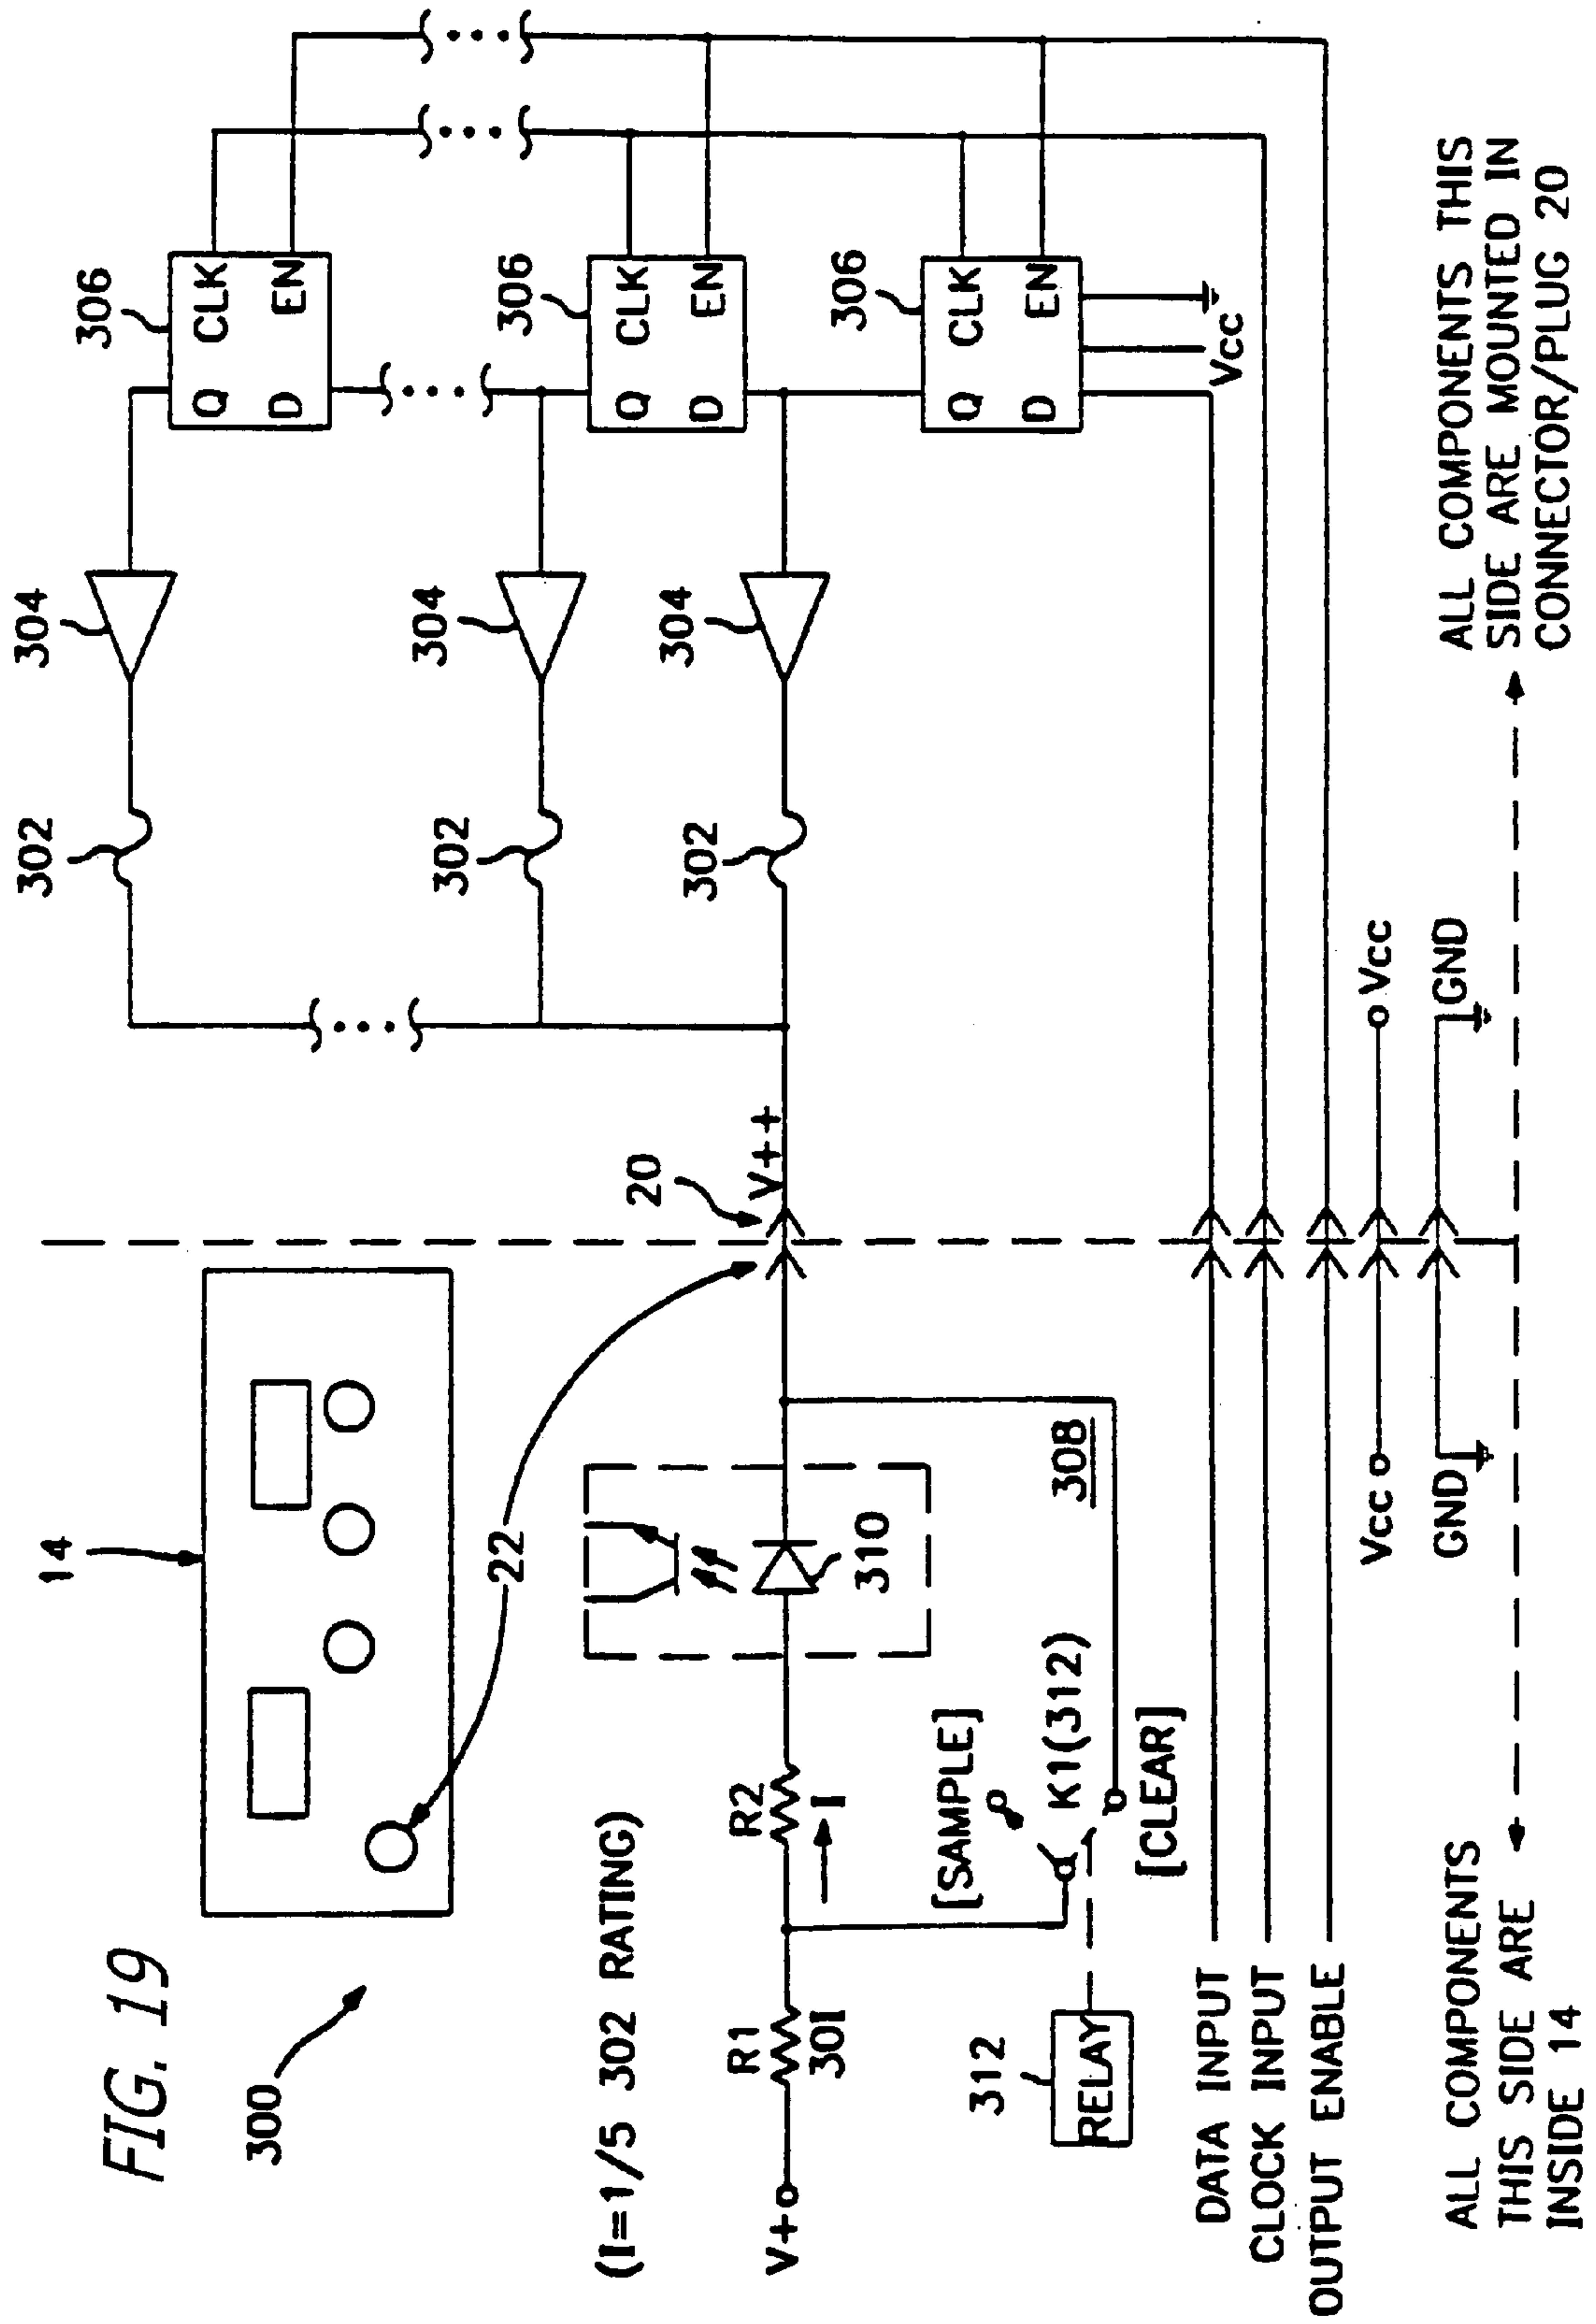 FIG. 19
300
14
22
20
(I=1/5 302 RATING)
V+
R1
301
R2
I
310
308
[SAMPLE]
K1(312)
[CLEAR]
312
RELAY
V++
302
302
302
304
304
304
306
Q CLK
D EN
306
Q CLK
D EN
306
Q CLK
D EN
Vcc
DATA INPUT
CLOCK INPUT
OUTPUT ENABLE
Vcc
Vcc
GND
GND
ALL COMPONENTS
THIS SIDE ARE
INSIDE 14
ALL COMPONENTS THIS
SIDE ARE MOUNTED IN
CONNECTOR/PLUG 20